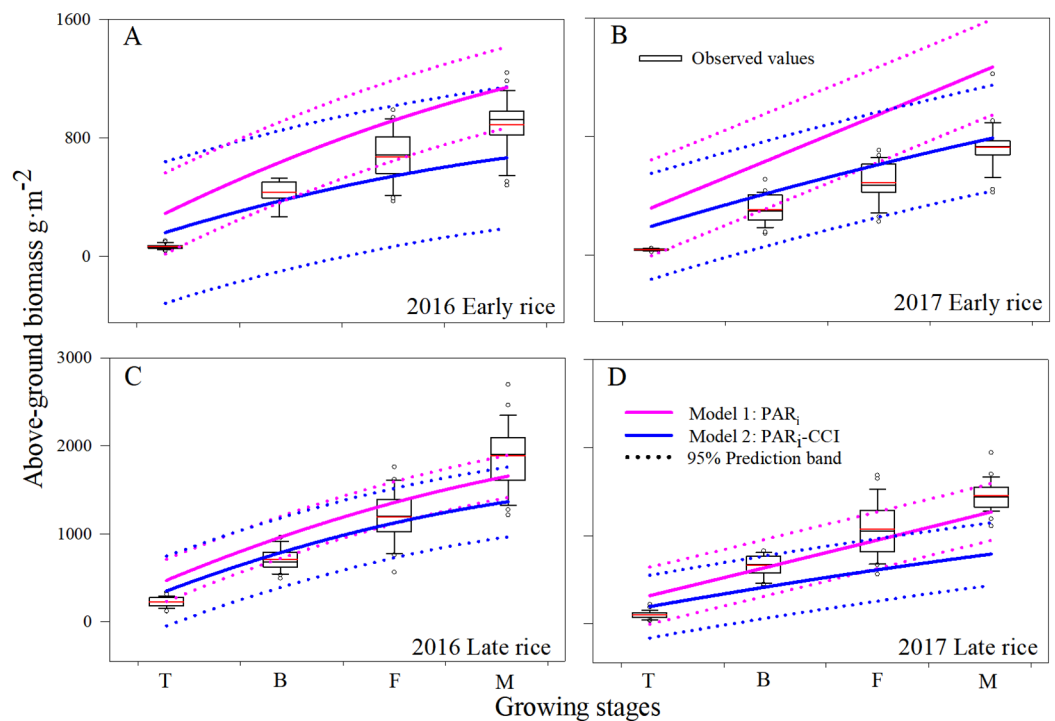 Above-ground biomass g·m⁻²
1600
800
0
A
2016 Early rice
B
Observed values
2017 Early rice
3000
2000
1000
0
C
2016 Late rice
T B F M
D
Model 1: PARᵢ
Model 2: PARᵢ-CCI
95% Prediction band
2017 Late rice
T B F M
Growing stages